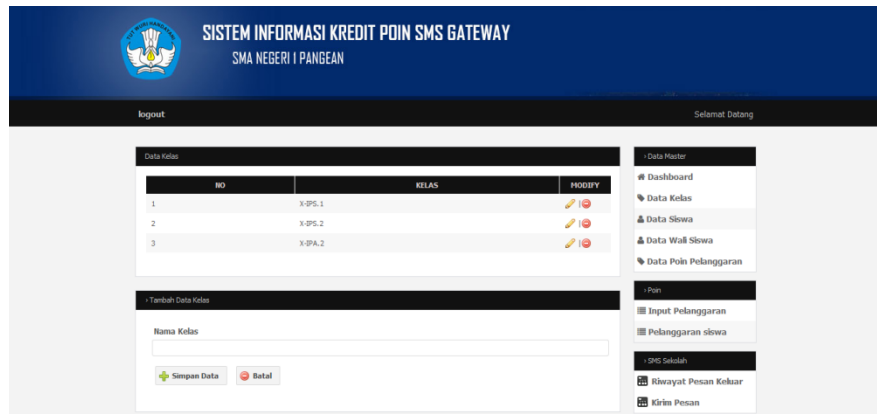 SISTEM INFORMASI KREDIT POIN SMS GATEWAY
SMA NEGERI 1 PANGEAN
logout
Selamat Datang
Data Kelas
NO KELAS MODIFY
1 X-IPS.1 |
2 X-IPS.2 |
3 X-IPA.2 |
› Tambah Data Kelas
Nama Kelas
Simpan Data Batal
› Data Master
Dashboard
Data Kelas
Data Siswa
Data Wali Siswa
Data Poin Pelanggaran
› Poin
Input Pelanggaran
Pelanggaran siswa
› SMS Sekolah
Riwayat Pesan Keluar
Kirim Pesan